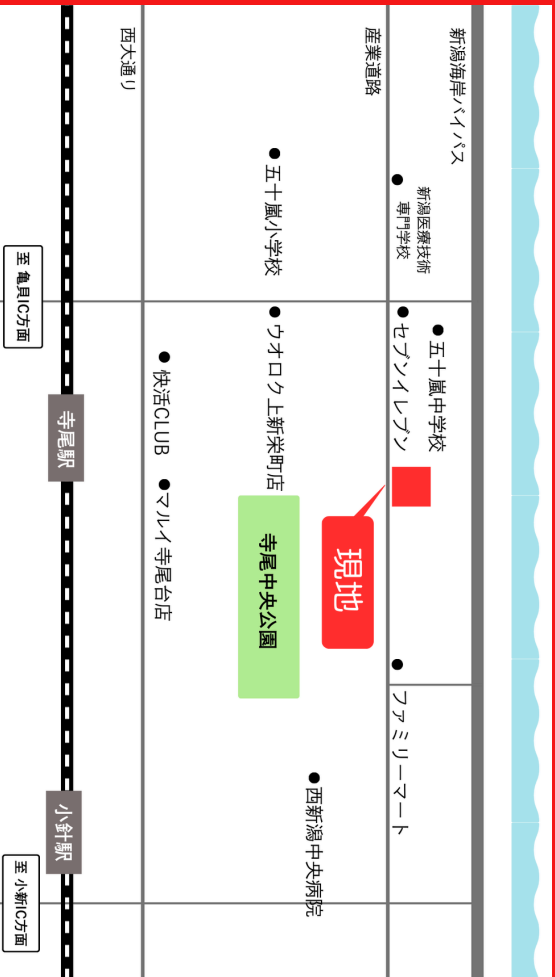 新潟海岸バイパス
産業道路
西大通り
新潟医療技術
専門学校
五十嵐小学校
五十嵐中学校
セブンイレブン
ウオロク上新栄町店
快活CLUB
マルイ寺尾台店
現地
寺尾中央公園
ファミリーマート
西新潟中央病院
寺尾駅
小針駅
至 亀貝IC方面
至 小新IC方面